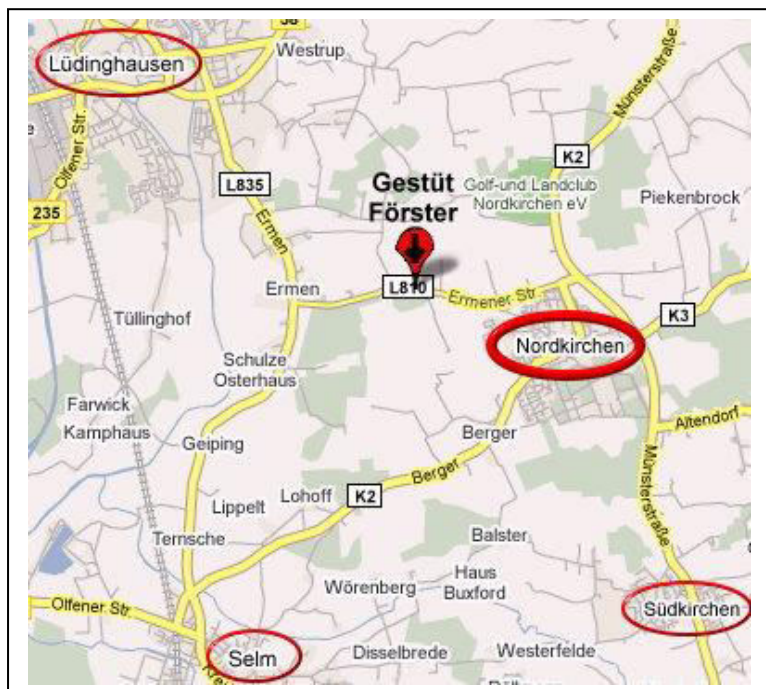 58
Westrup
Lüdinghausen
Münsterstraße
Olfener Str.
K2
L835
Gestüt
Förster
Golf-und Landclub
Nordkirchen eV
Piekenbrock
235
Ermen
Ermen
L810
Ermener Str
Tüllinghof
K3
Nordkirchen
Schulze
Osterhaus
Farwick
Kamphaus
Altendorf
Geiping
Berger
Berger
Münsterstraße
K2
Lohoff
Lippelt
Ternsche
Balster
Haus
Buxford
Wörenberg
Olfener Str.
Südkirchen
Selm
Disselbrede
Westerfelde